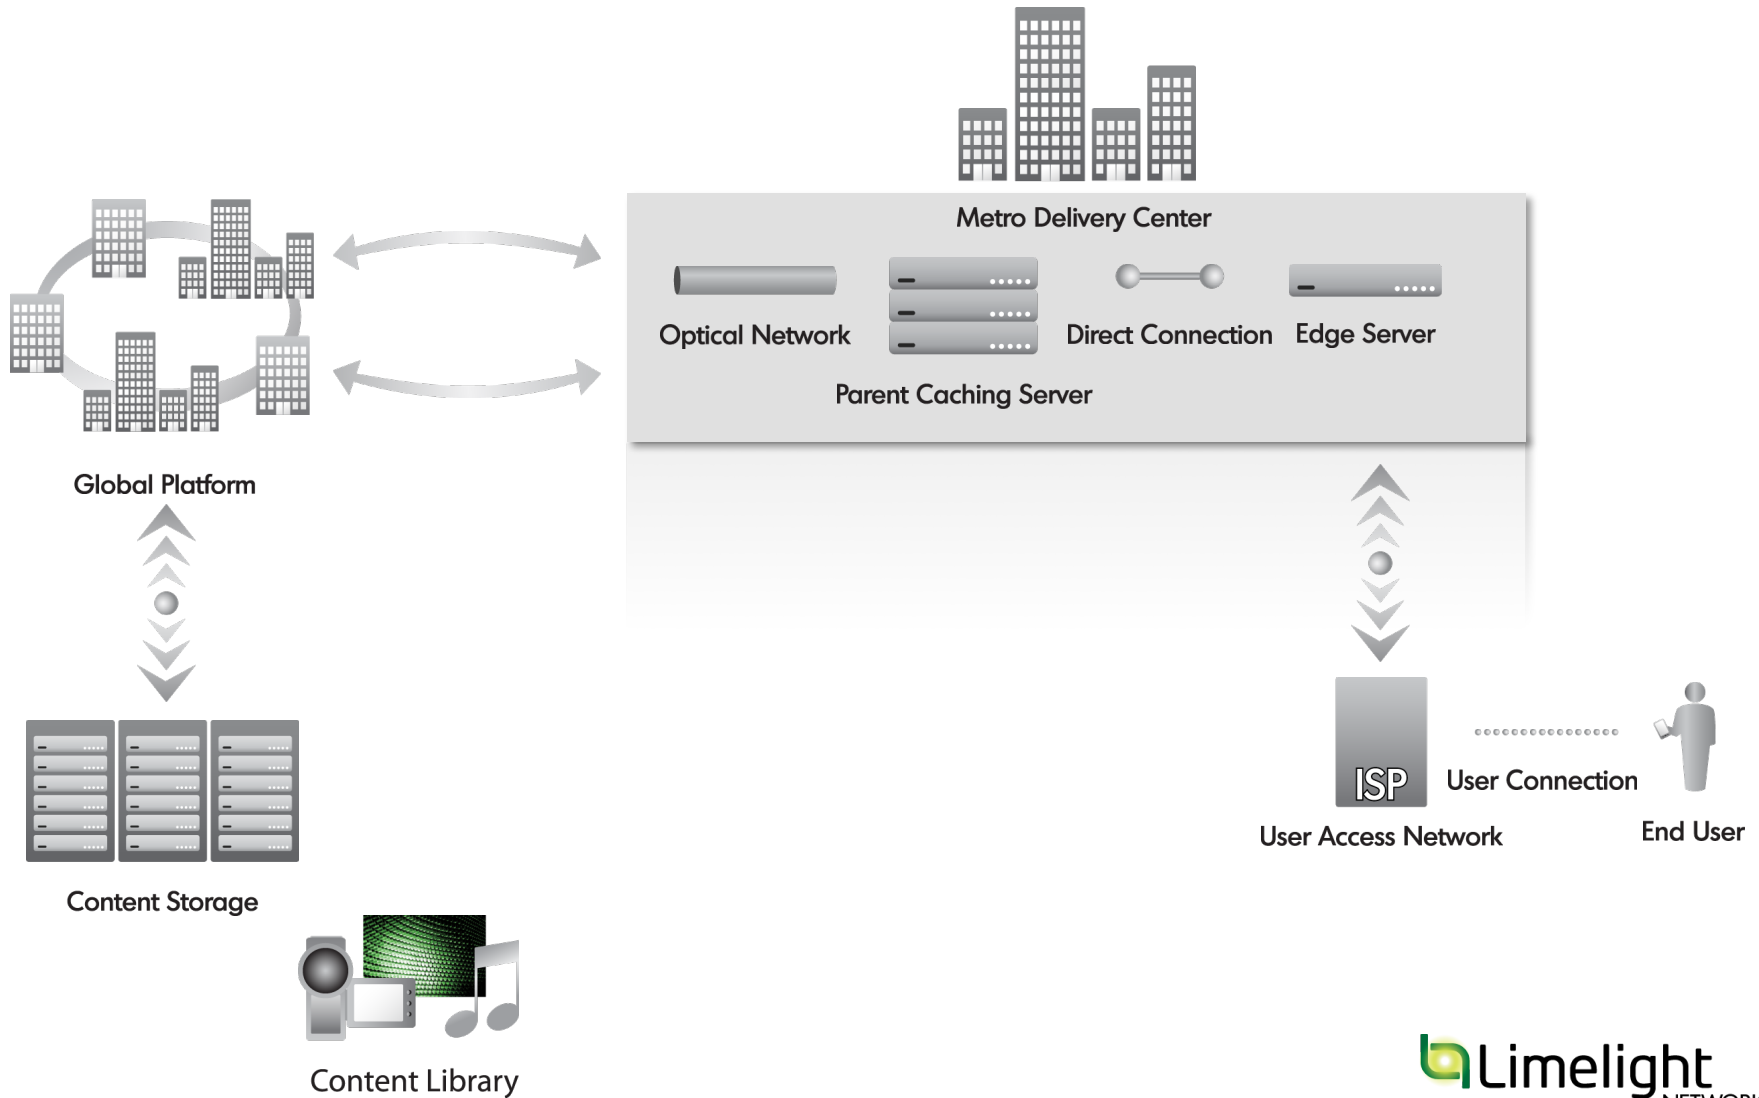 Metro Delivery Center
Optical Network
Direct Connection
Edge Server
Parent Caching Server
Global Platform
ISP
User Connection
User Access Network
End User
Content Storage
Content Library
Limelight